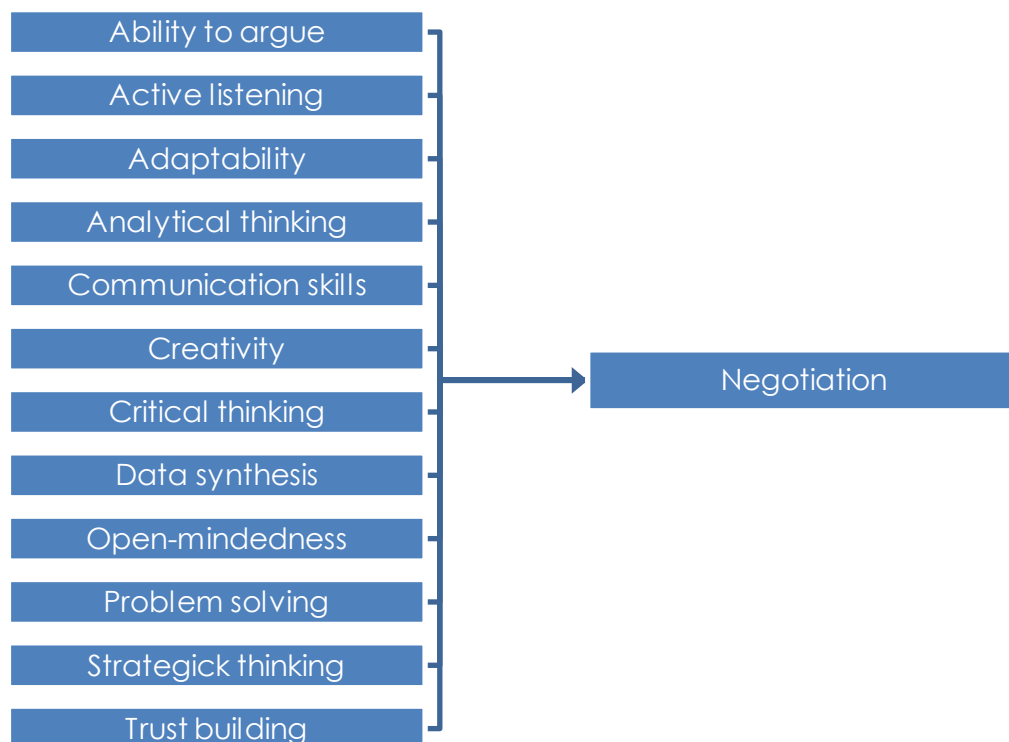 Ability to argue
Active listening
Adaptability
Analytical thinking
Communication skills
Creativity
Critical thinking
Data synthesis
Open-mindedness
Problem solving
Strategick thinking
Trust building
Negotiation